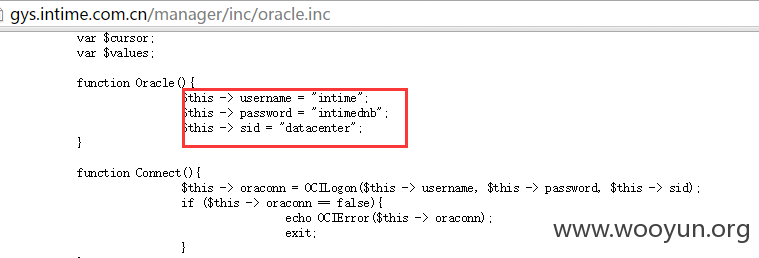 gys.intime.com.cn/manager/inc/oracle.inc
var $cursor;
var $values;
function Oracle(){
$this -> username = "intime";
$this -> password = "intimednb";
$this -> sid = "datacenter";
}
function Connect(){
$this -> oraconn = OCILogon($this -> username, $this -> password, $this -> sid);
if ($this -> oraconn == false){
echo OCIError($this -> oraconn);
exit;
}
www.wooyun.org